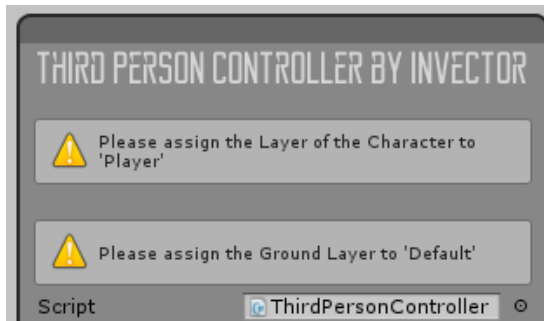 THIRD PERSON CONTROLLER BY INVECTOR
Please assign the Layer of the Character to
'Player'
Please assign the Ground Layer to 'Default'
Script ThirdPersonController